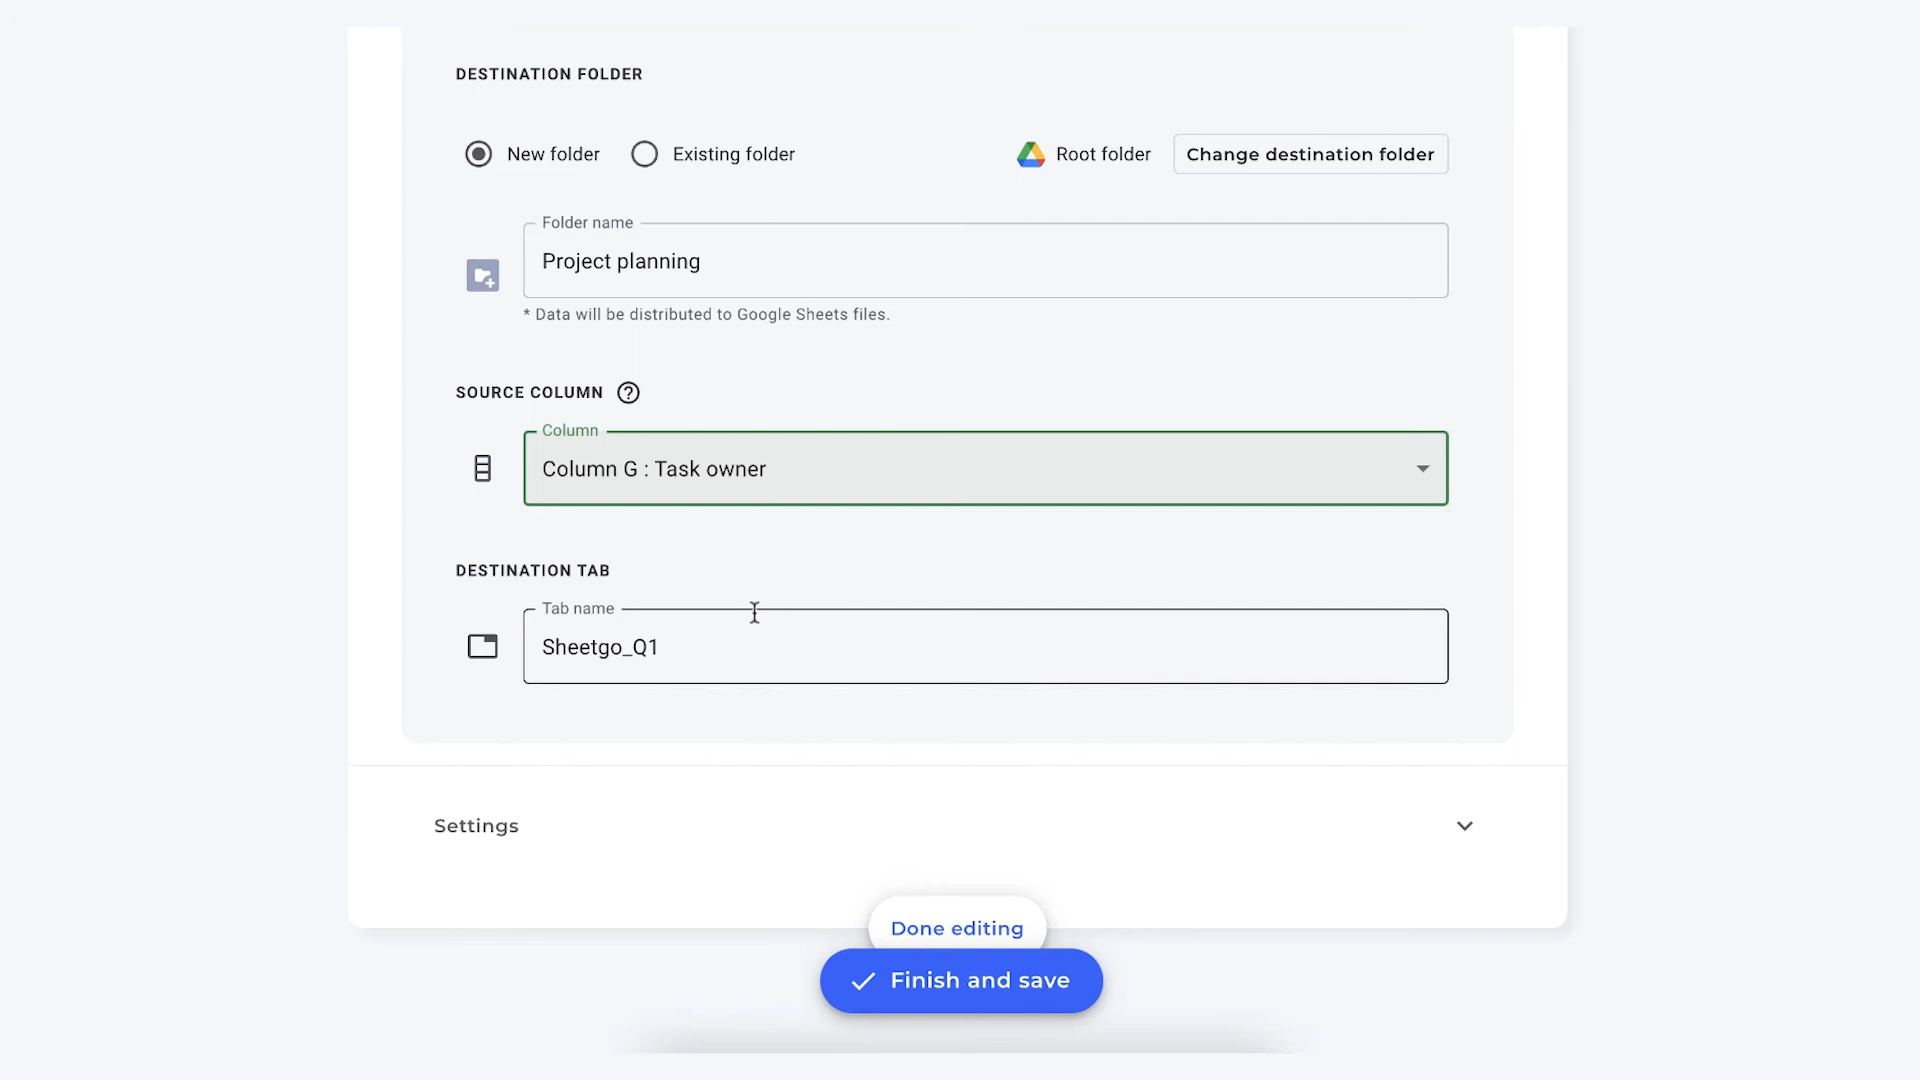 DESTINATION FOLDER
New folder
Existing folder
Root folder
Change destination folder
Folder name
Project planning
* Data will be distributed to Google Sheets files.
SOURCE COLUMN
Column
Column G : Task owner
DESTINATION TAB
Tab name
Sheetgo_Q1
Settings
Done editing
Finish and save